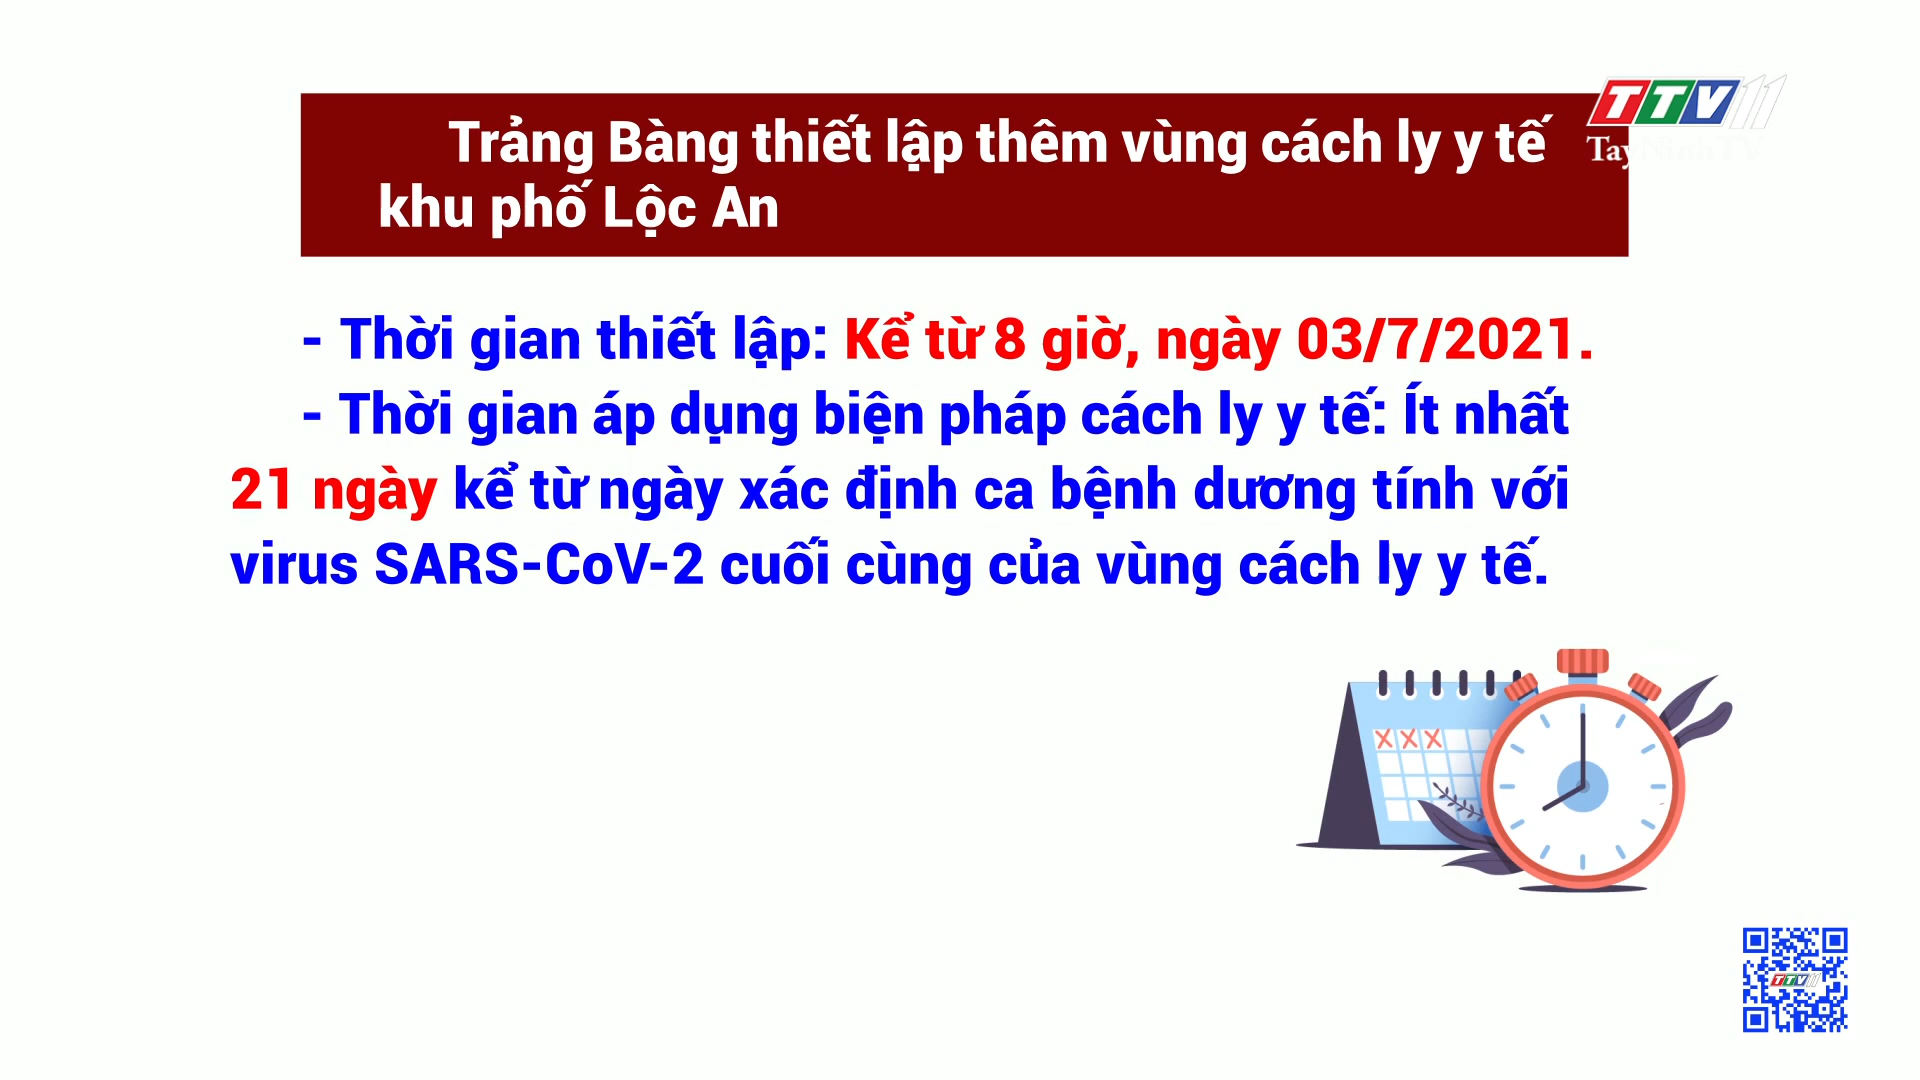 TTV11
TayNinhTV
Trảng Bàng thiết lập thêm vùng cách ly y tế
khu phố Lộc An
- Thời gian thiết lập: Kể từ 8 giờ, ngày 03/7/2021.
- Thời gian áp dụng biện pháp cách ly y tế: Ít nhất
21 ngày kể từ ngày xác định ca bệnh dương tính với
virus SARS-CoV-2 cuối cùng của vùng cách ly y tế.
TTV11